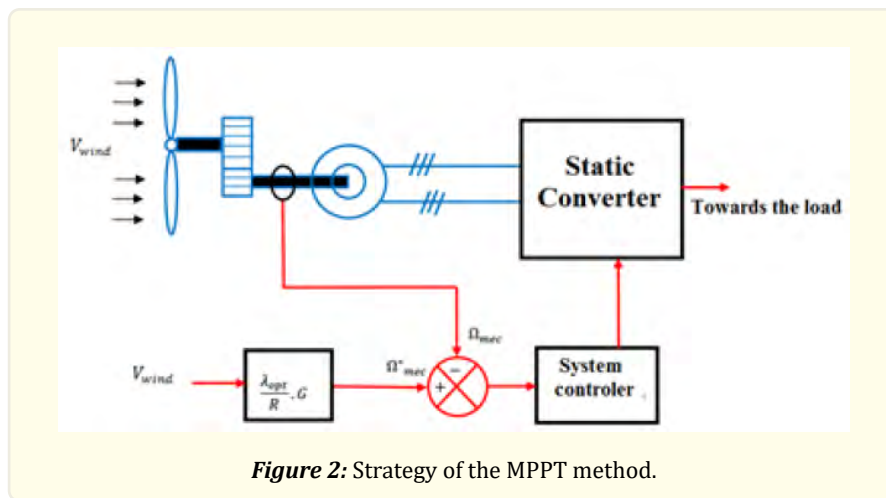 V_wind
Static
Converter
Towards the load
Ω_mec
V_wind
λ_opt/R .G
Ω*_mec
−
+
System
controler
Figure 2: Strategy of the MPPT method.